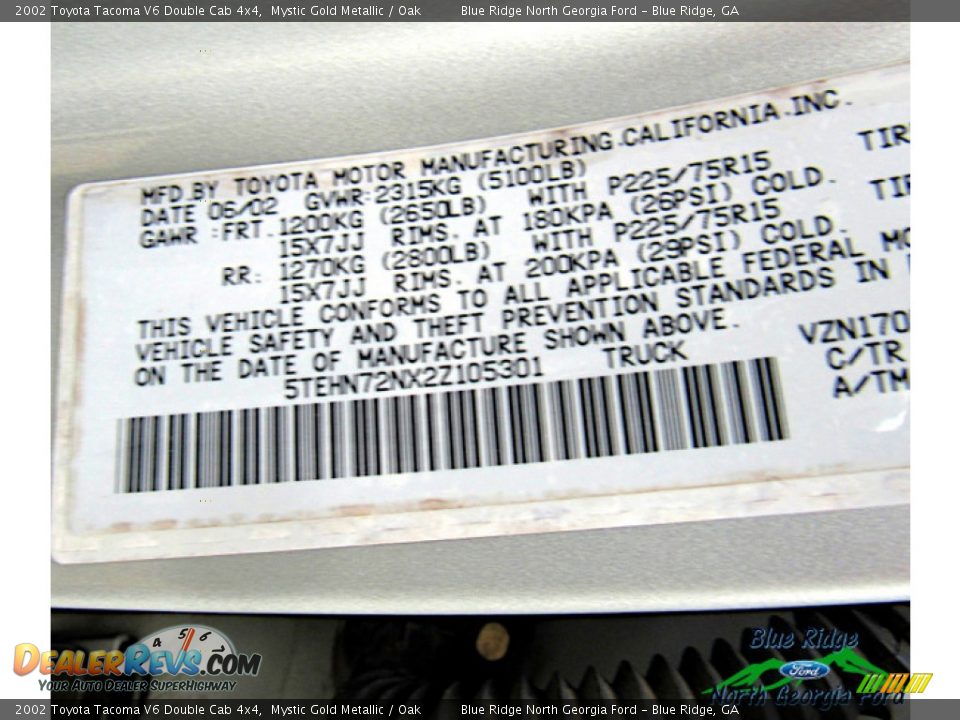 2002 Toyota Tacoma V6 Double Cab 4x4, Mystic Gold Metallic / Oak Blue Ridge North Georgia Ford - Blue Ridge, GA
MFD.BY TOYOTA MOTOR MANUFACTURING.CALIFORNIA.INC.
DATE 06/02 GVWR:2315KG (5100LB)
GAWR :FRT.1200KG (2650LB) WITH P225/75R15 TIR
15X7JJ RIMS. AT 180KPA (26PSI) COLD.
RR: 1270KG (2800LB) WITH P225/75R15
15X7JJ RIMS. AT 200KPA (29PSI) COLD.
THIS VEHICLE CONFORMS TO ALL APPLICABLE FEDERAL MO
VEHICLE SAFETY AND THEFT PREVENTION STANDARDS IN
ON THE DATE OF MANUFACTURE SHOWN ABOVE.
5TEHN72NX2Z105301 TRUCK
VZN170
C/TR
A/TM
4 5 6
DealerRevs.com
Your Auto Dealer SuperHighway
Blue Ridge
Ford
North Georgia Ford
2002 Toyota Tacoma V6 Double Cab 4x4, Mystic Gold Metallic / Oak Blue Ridge North Georgia Ford - Blue Ridge, GA